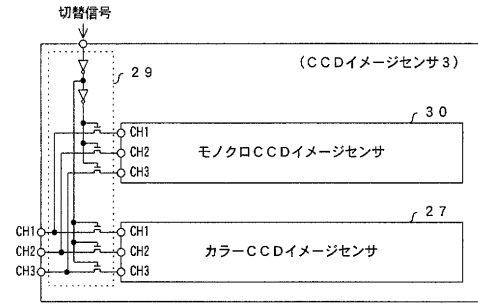 切替信号
(CCDイメージセンサ3)
29
30
CH1
CH2
CH3
モノクロCCDイメージセンサ
27
CH1
CH2
CH3
CH1
CH2
CH3
カラーCCDイメージセンサ